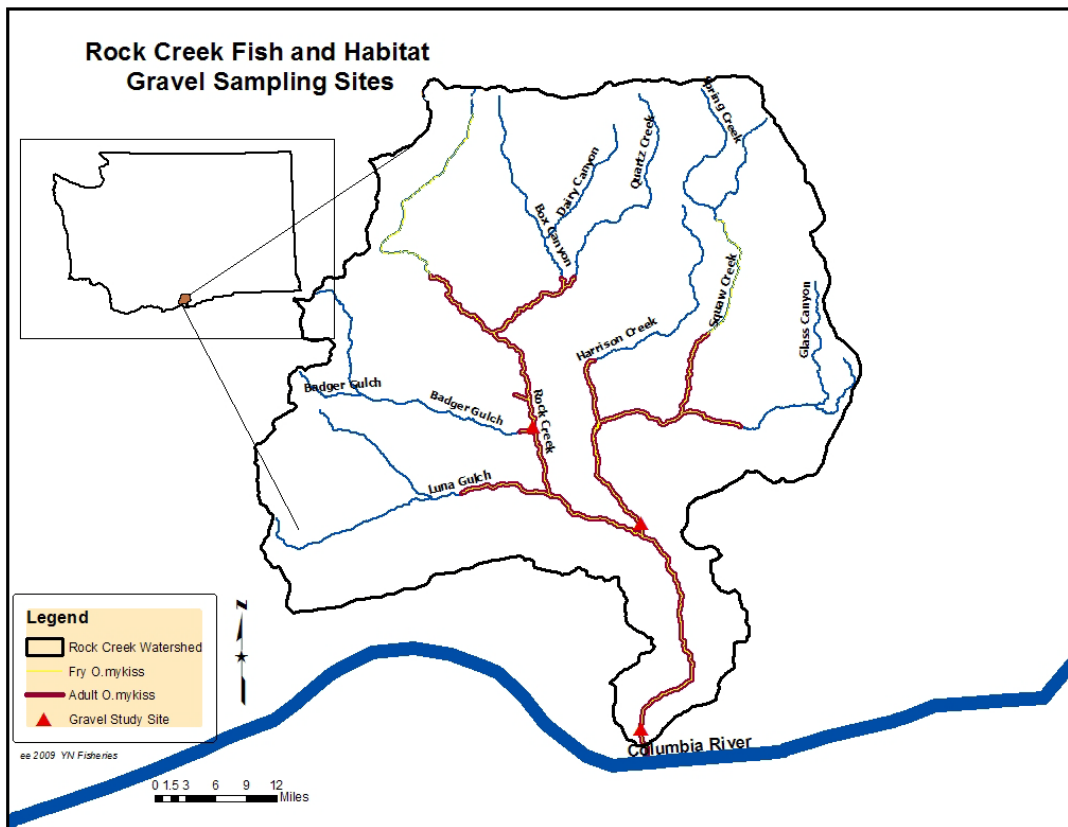 Rock Creek Fish and Habitat
Gravel Sampling Sites
Spring Creek
Quartz Creek
Dairy Canyon
Box Canyon
Squaw Creek
Glass Canyon
Harrison Creek
Badger Gulch
Badger Gulch
Rock Creek
Luna Gulch
Legend
Rock Creek Watershed
Fry O.mykiss
Adult O.mykiss
Gravel Study Site
N
ee 2009 YN Fisheries
Columbia River
0 1.5 3 6 9 12
Miles